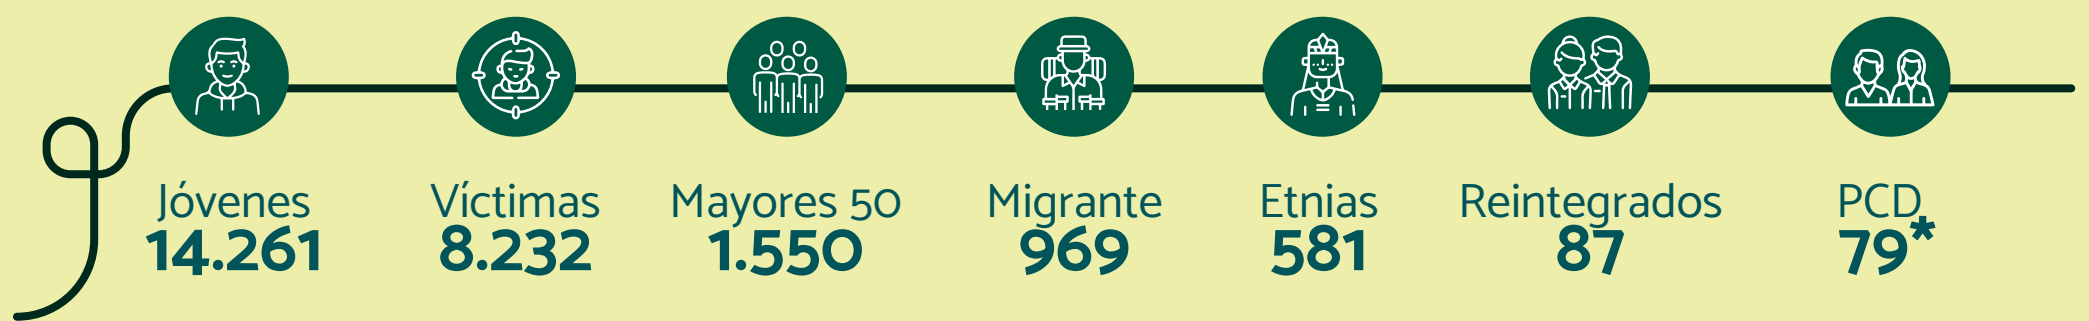 Jóvenes
14.261
Víctimas
8.232
Mayores 50
1.550
Migrante
969
Etnias
581
Reintegrados
87
PCD
79*